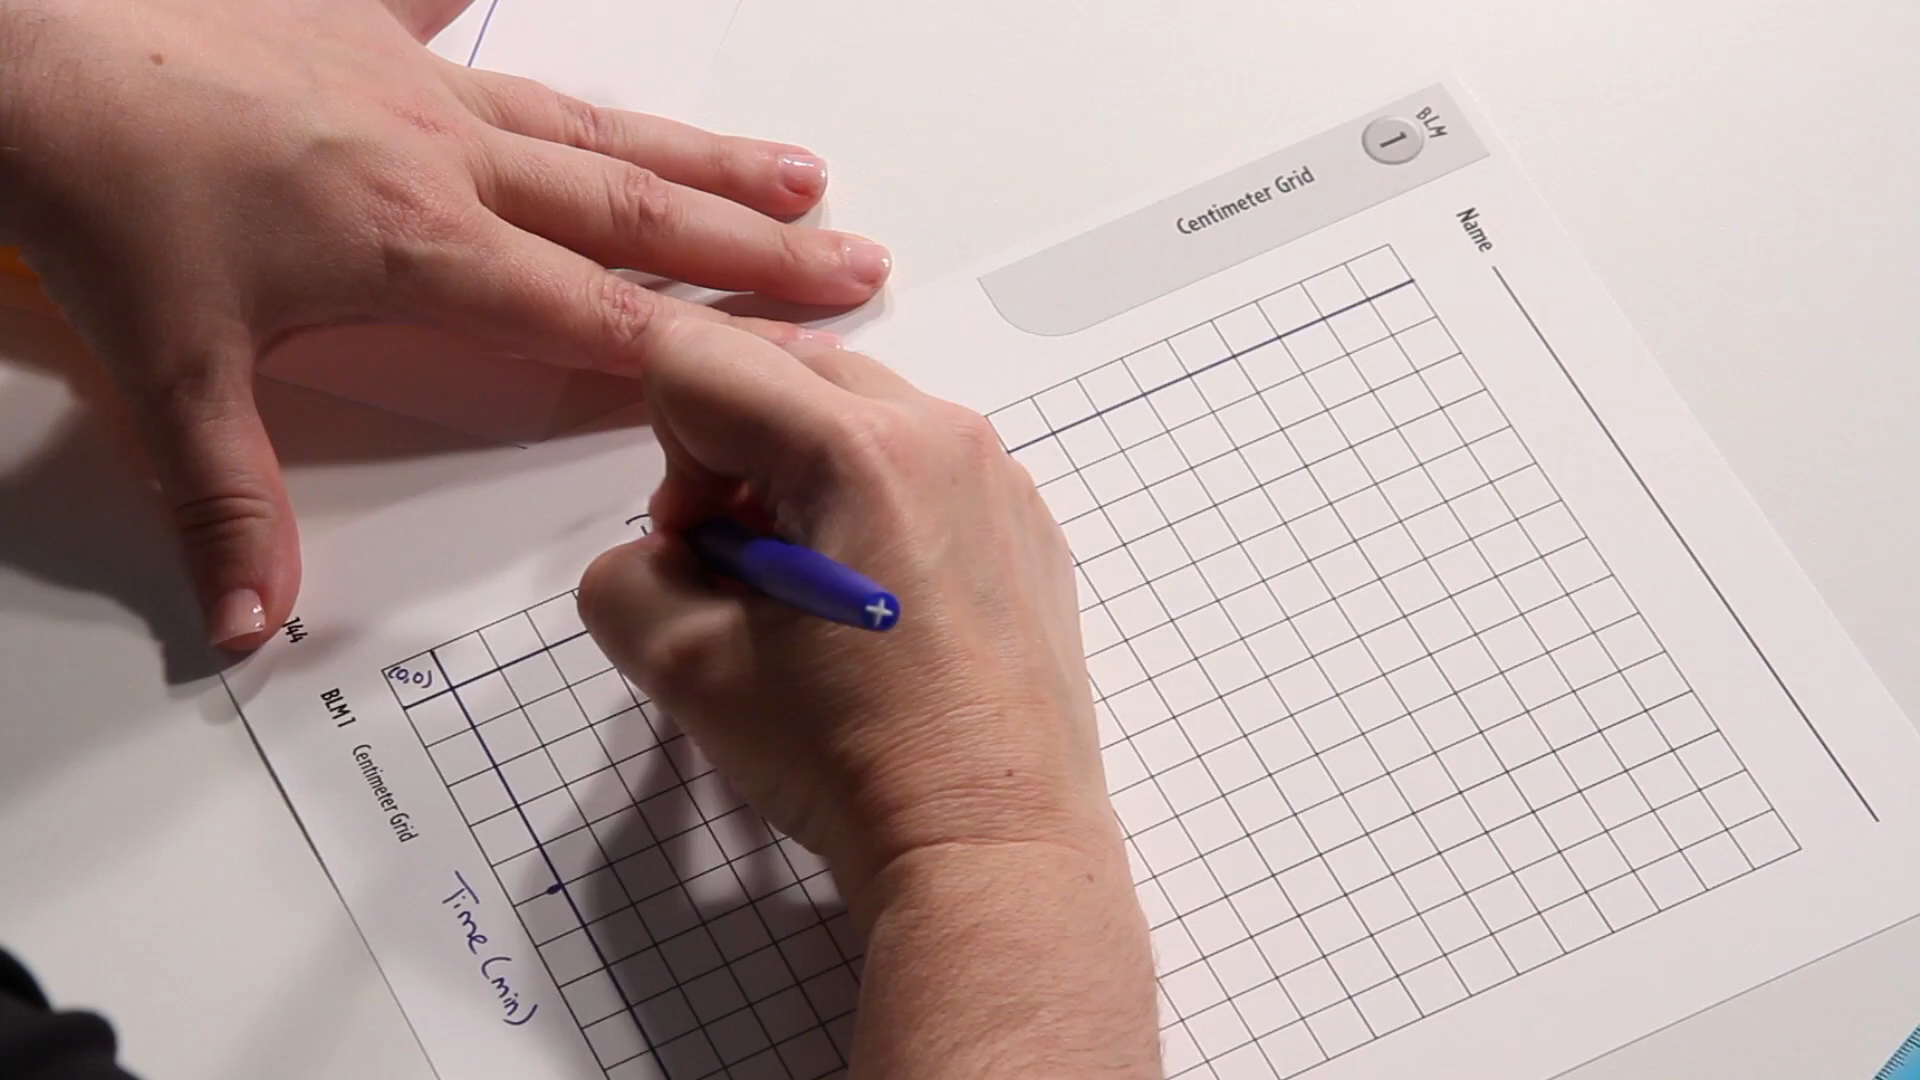 BLM
1
Centimeter Grid
Name
(0,0)
144
BLM 1 Centimeter Grid
Time (min)